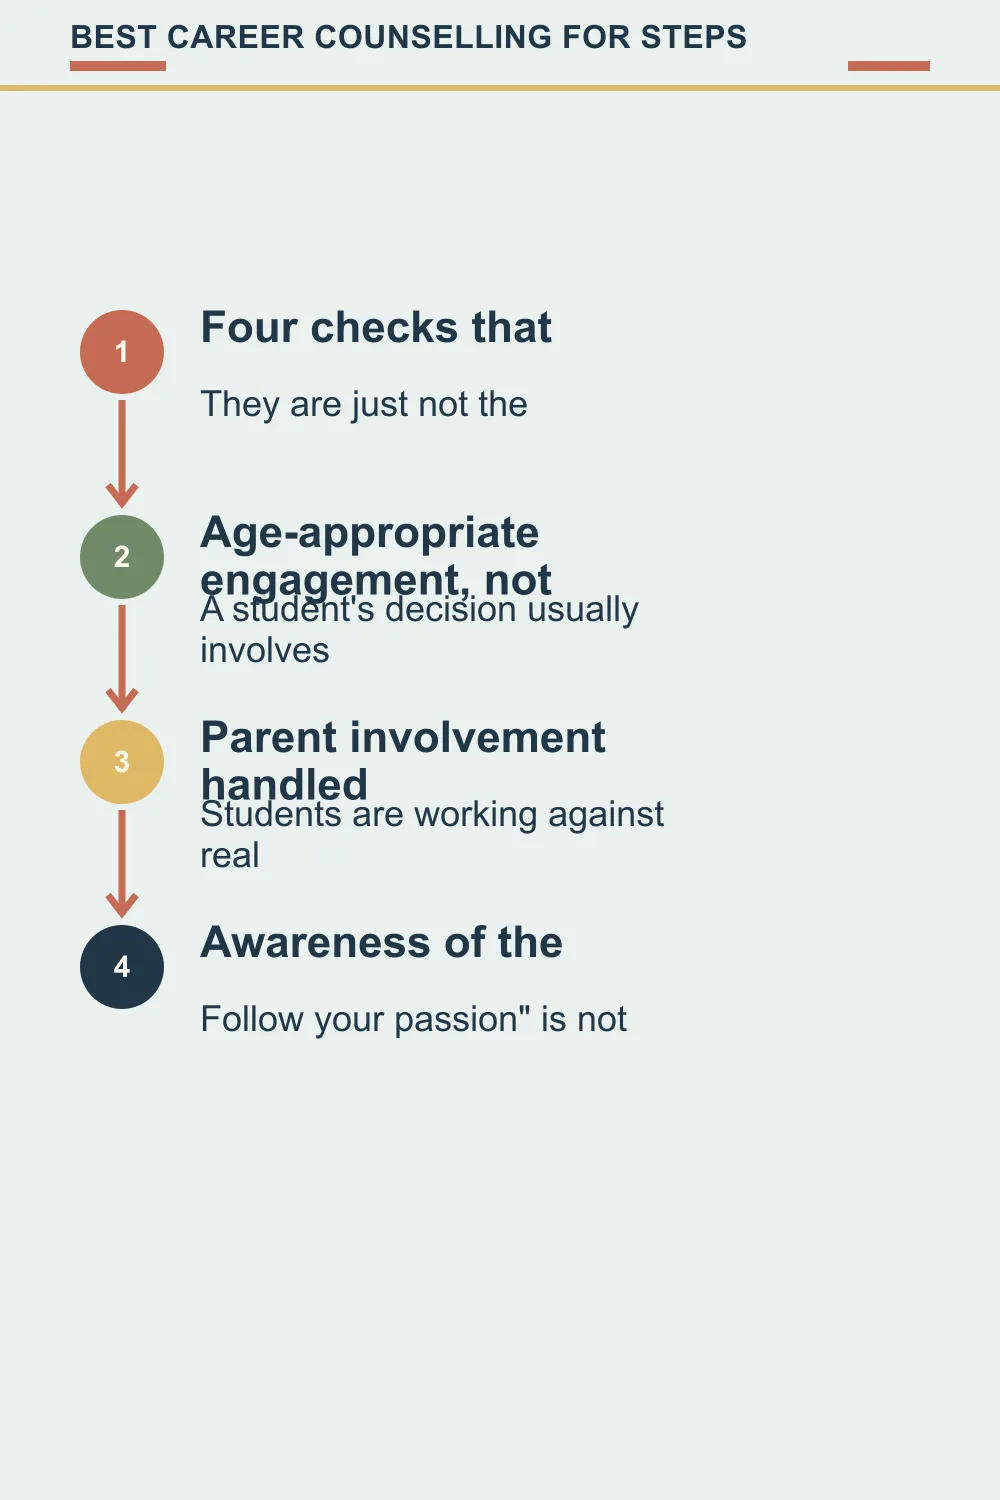 BEST CAREER COUNSELLING FOR STEPS
1
Four checks that
They are just not the
2
Age-appropriate
engagement, not
A student's decision usually
involves
3
Parent involvement
handled
Students are working against
real
4
Awareness of the
Follow your passion" is not